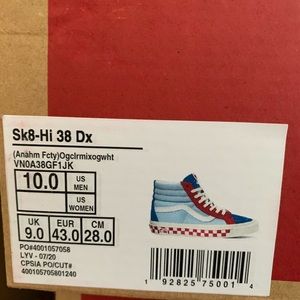 Sk8-Hi 38 Dx
(Anahm Fcty)Ogclrmixogwht
VN0A38GF1JK
10.0 US MEN
US WOMEN
UK EUR CM
9.0 43.0 28.0
PO#4001057058
LYV - 07/20
CPSIA PO/CUT#
400105705801240
1 92825 75001 4